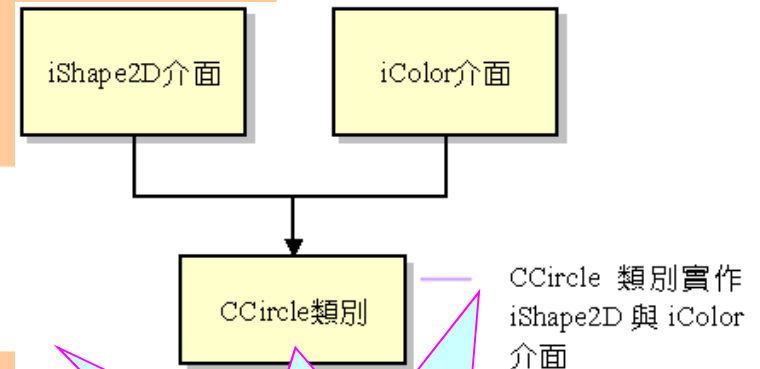 iShape2D介面
iColor介面
CCircle類別
CCircle 類別實作
iShape2D 與 iColor
介面